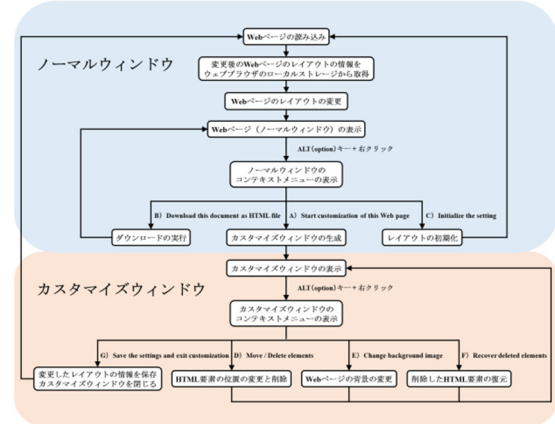 Webページの読み込み
ノーマルウィンドウ
変更後のWebページのレイアウトの情報を
ウェブブラウザのローカルストレージから取得
Webページのレイアウトの変更
Webページ（ノーマルウィンドウ）の表示
ALT(option)キー + 右クリック
ノーマルウィンドウの
コンテキストメニューの表示
B）Download this document as HTML file
A）Start customization of this Web page
C）Initialize the setting
ダウンロードの実行
カスタマイズウィンドウの生成
レイアウトの初期化
カスタマイズウィンドウ
カスタマイズウィンドウの表示
ALT(option)キー + 右クリック
カスタマイズウィンドウの
コンテキストメニューの表示
G）Save the settings and exit customization
D）Move / Delete elements
E）Change background image
F）Recover deleted elements
変更したレイアウトの情報を保存
カスタマイズウィンドウを閉じる
HTML要素の位置の変更と削除
Webページの背景の変更
削除したHTML要素の復元